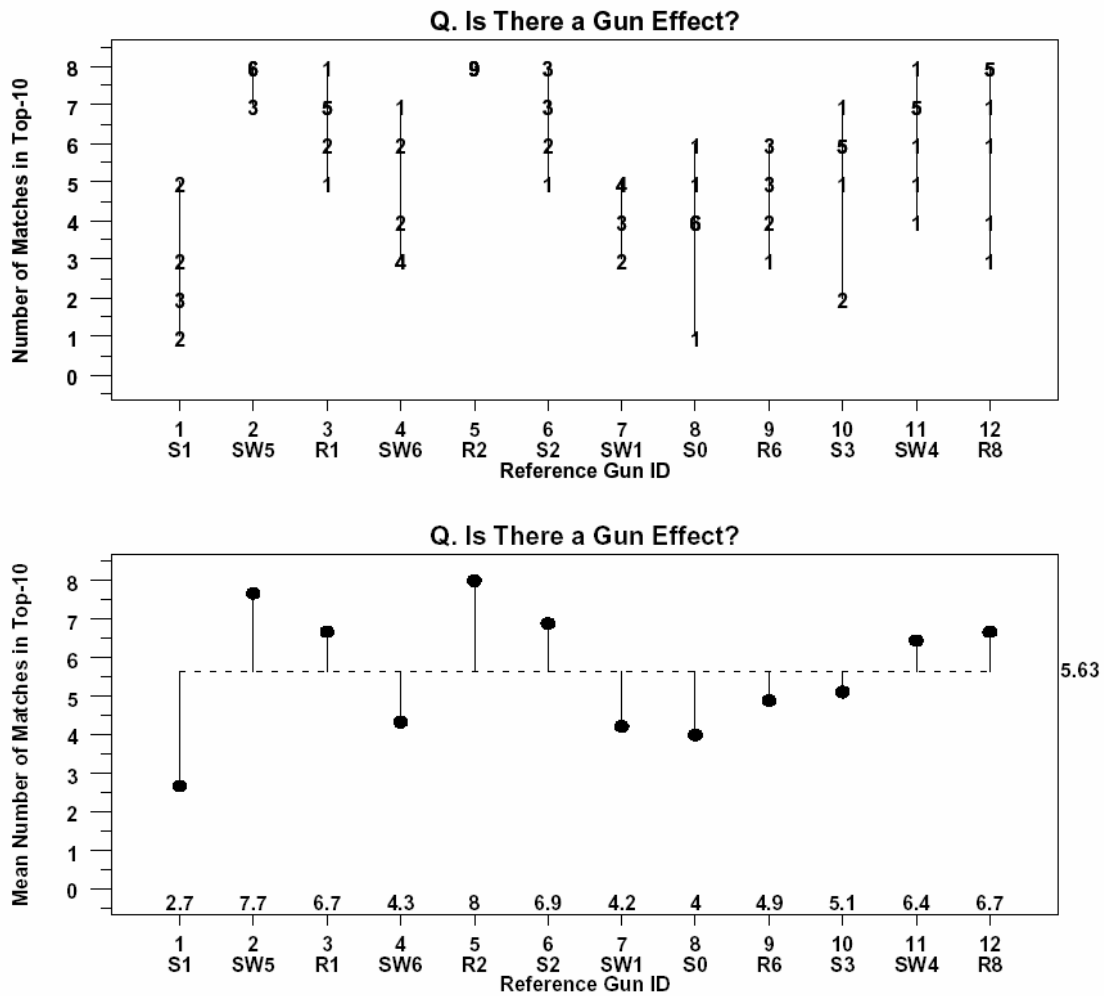 Q. Is There a Gun Effect?
Number of Matches in Top-10
8 6 1 9 3 1 5
7 3 5 1 3 1 5 1
6 2 2 2 1 3 5 1 1
5 2 1 1 4 1 3 1 1
4 2 3 6 2 1 1
3 2 4 2 1 1
2 3 2
1 2 1
0
1 2 3 4 5 6 7 8 9 10 11 12
S1 SW5 R1 SW6 R2 S2 SW1 S0 R6 S3 SW4 R8
Reference Gun ID
Q. Is There a Gun Effect?
Mean Number of Matches in Top-10
8
7
6
5.63
5
4
3
2
1
0
2.7 7.7 6.7 4.3 8 6.9 4.2 4 4.9 5.1 6.4 6.7
1 2 3 4 5 6 7 8 9 10 11 12
S1 SW5 R1 SW6 R2 S2 SW1 S0 R6 S3 SW4 R8
Reference Gun ID